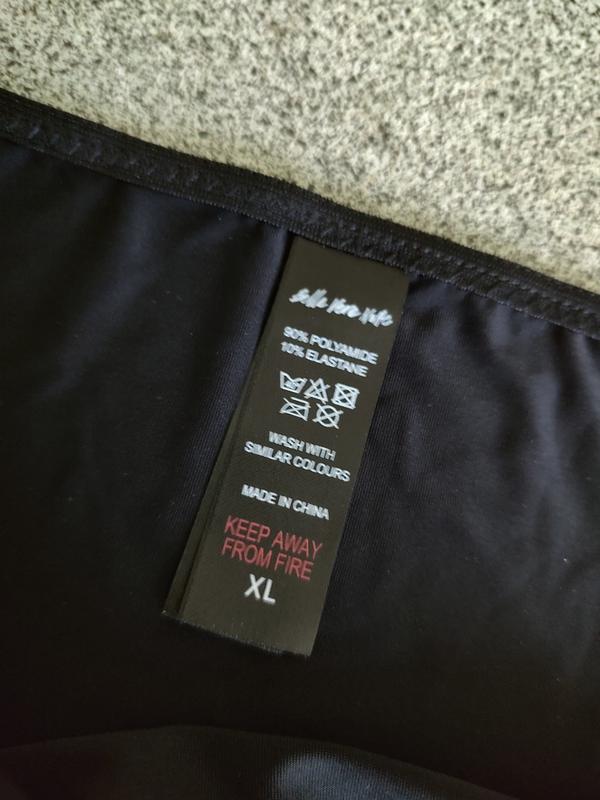 90% POLYAMIDE
10% ELASTANE
WASH WITH
SIMILAR COLOURS
MADE IN CHINA
KEEP AWAY
FROM FIRE
XL